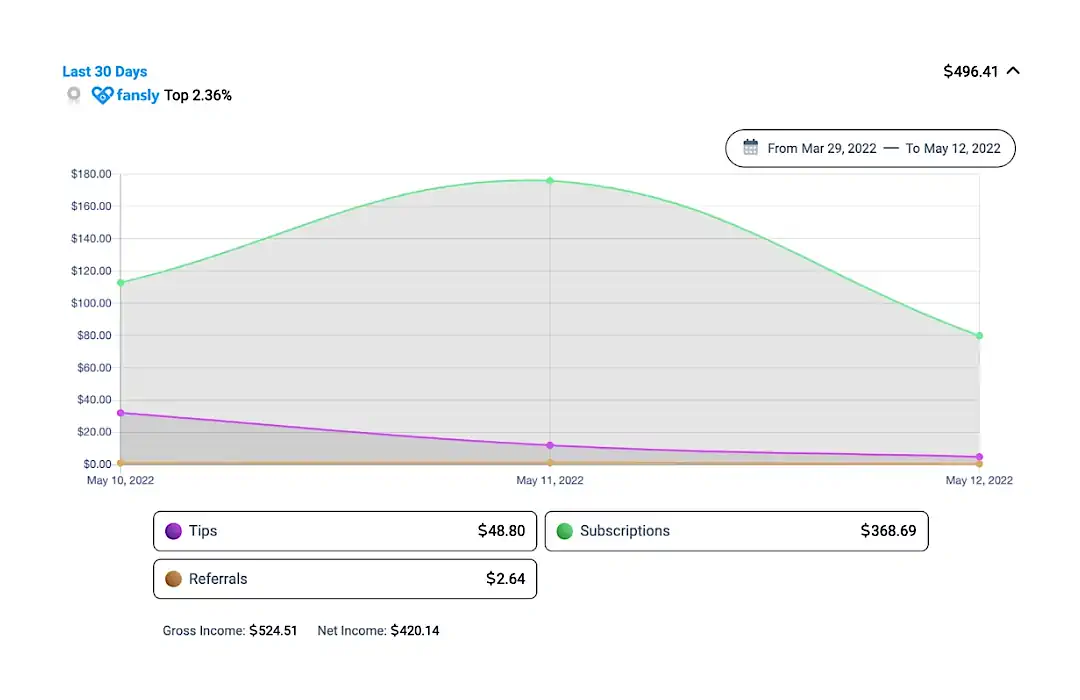 Last 30 Days
$496.41
fansly Top 2.36%
From Mar 29, 2022 — To May 12, 2022
$180.00
$160.00
$140.00
$120.00
$100.00
$80.00
$60.00
$40.00
$20.00
$0.00
May 10, 2022 May 11, 2022 May 12, 2022
Tips $48.80 Subscriptions $368.69
Referrals $2.64
Gross Income: $524.51 Net Income: $420.14